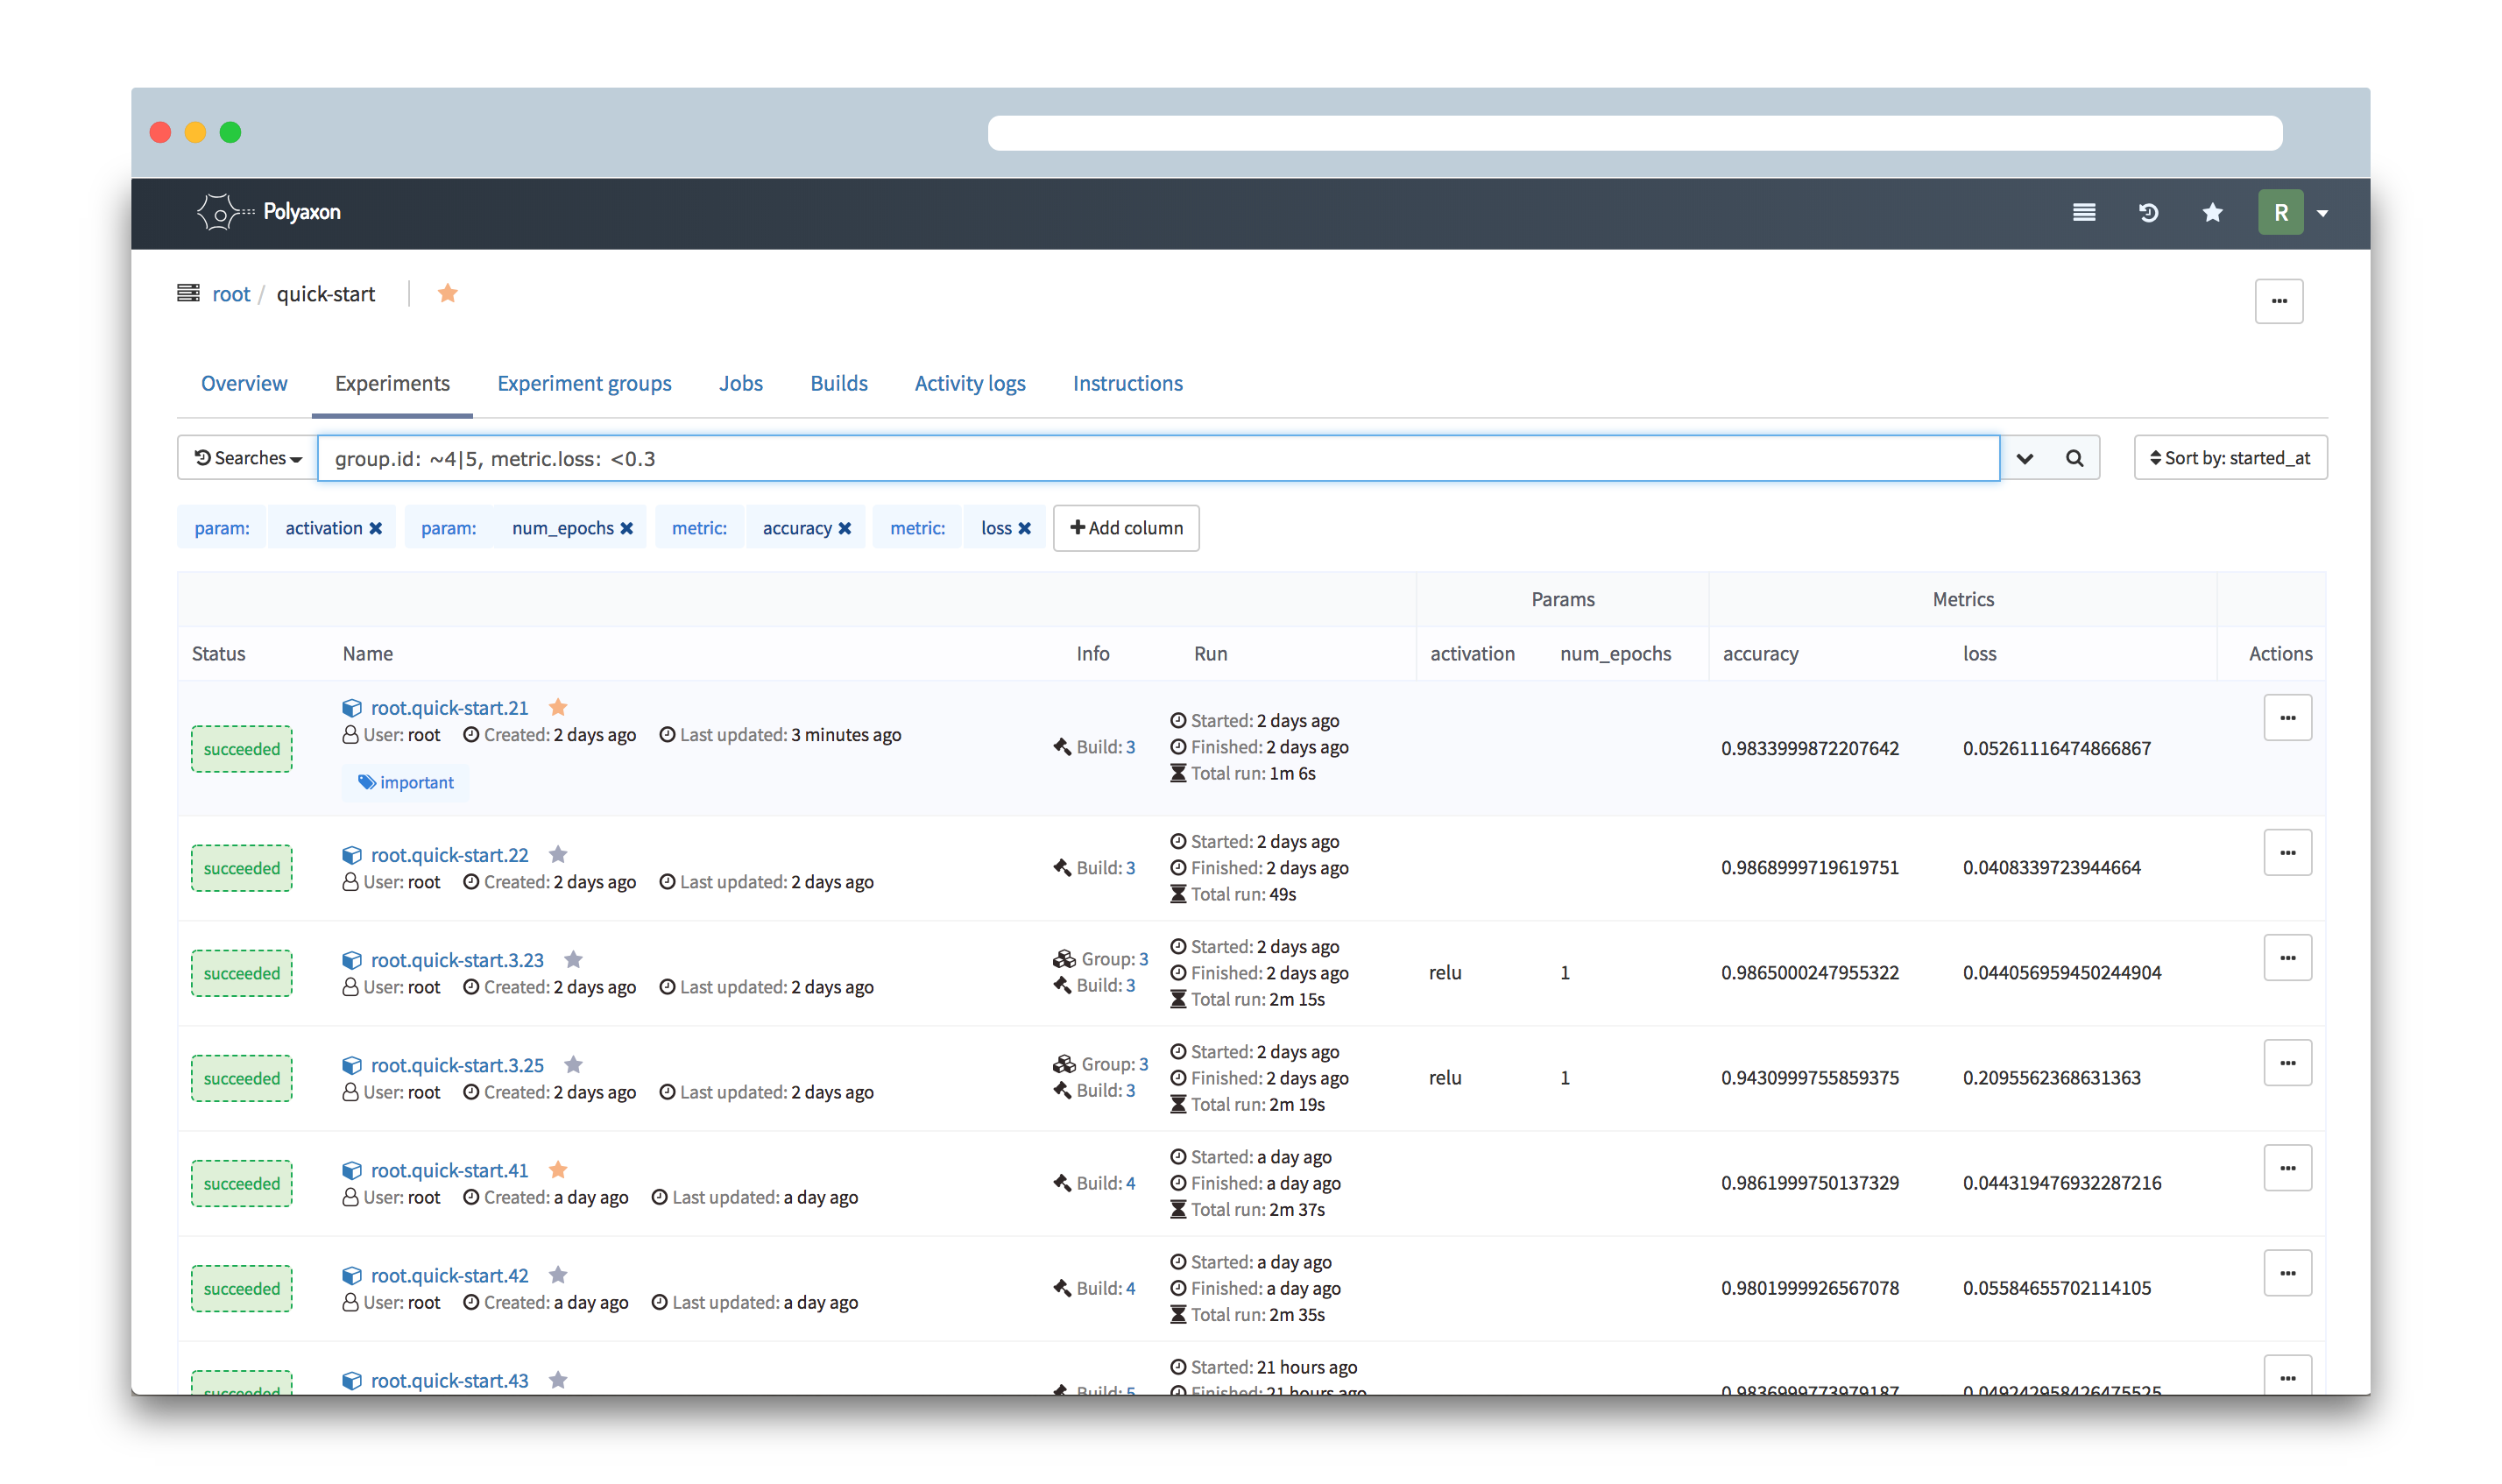 Polyaxon
R
root / quick-start
...
Overview Experiments Experiment groups Jobs Builds Activity logs Instructions
Searches group.id: ~4|5, metric.loss: <0.3 Sort by: started_at
param: activation param: num_epochs metric: accuracy metric: loss Add column
Params Metrics
Status Name Info Run activation num_epochs accuracy loss Actions
root.quick-start.21
User: root Created: 2 days ago Last updated: 3 minutes ago
important
succeeded
Build: 3
Started: 2 days ago
Finished: 2 days ago
Total run: 1m 6s
0.9833999872207642 0.05261116474866867
root.quick-start.22
User: root Created: 2 days ago Last updated: 2 days ago
succeeded
Build: 3
Started: 2 days ago
Finished: 2 days ago
Total run: 49s
0.9868999719619751 0.0408339723944664
root.quick-start.3.23
User: root Created: 2 days ago Last updated: 2 days ago
succeeded
Group: 3
Build: 3
Started: 2 days ago
Finished: 2 days ago
Total run: 2m 15s
relu 1 0.9865000247955322 0.044056959450244904
root.quick-start.3.25
User: root Created: 2 days ago Last updated: 2 days ago
succeeded
Group: 3
Build: 3
Started: 2 days ago
Finished: 2 days ago
Total run: 2m 19s
relu 1 0.9430999755859375 0.2095562368631363
root.quick-start.41
User: root Created: a day ago Last updated: a day ago
succeeded
Build: 4
Started: a day ago
Finished: a day ago
Total run: 2m 37s
0.9861999750137329 0.044319476932287216
root.quick-start.42
User: root Created: a day ago Last updated: a day ago
succeeded
Build: 4
Started: a day ago
Finished: a day ago
Total run: 2m 35s
0.9801999926567078 0.05584655702114105
root.quick-start.43
succeeded
Build: 5
Started: 21 hours ago
Finished: 21 hours ago
0.9836999773979187 0.049242958426475525